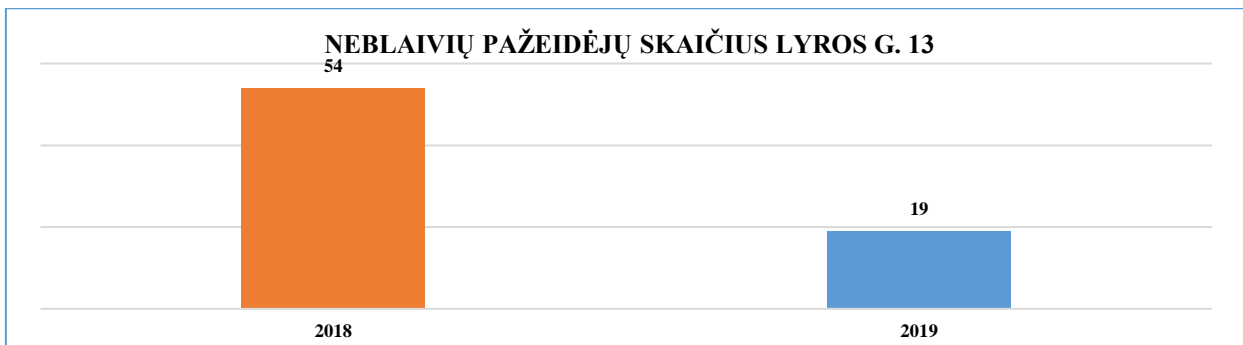 NEBLAIVIŲ PAŽEIDĖJŲ SKAIČIUS LYROS G. 13
54
19
2018
2019